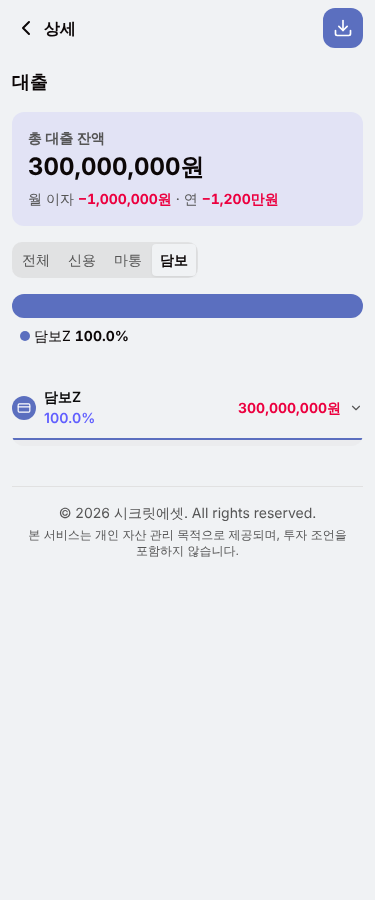 상세
대출
총 대출 잔액
300,000,000원
월 이자 −1,000,000원 · 연 −1,200만원
전체 신용 마통 담보
담보Z 100.0%
담보Z
100.0%
300,000,000원
© 2026 시크릿에셋. All rights reserved.
본 서비스는 개인 자산 관리 목적으로 제공되며, 투자 조언을
포함하지 않습니다.